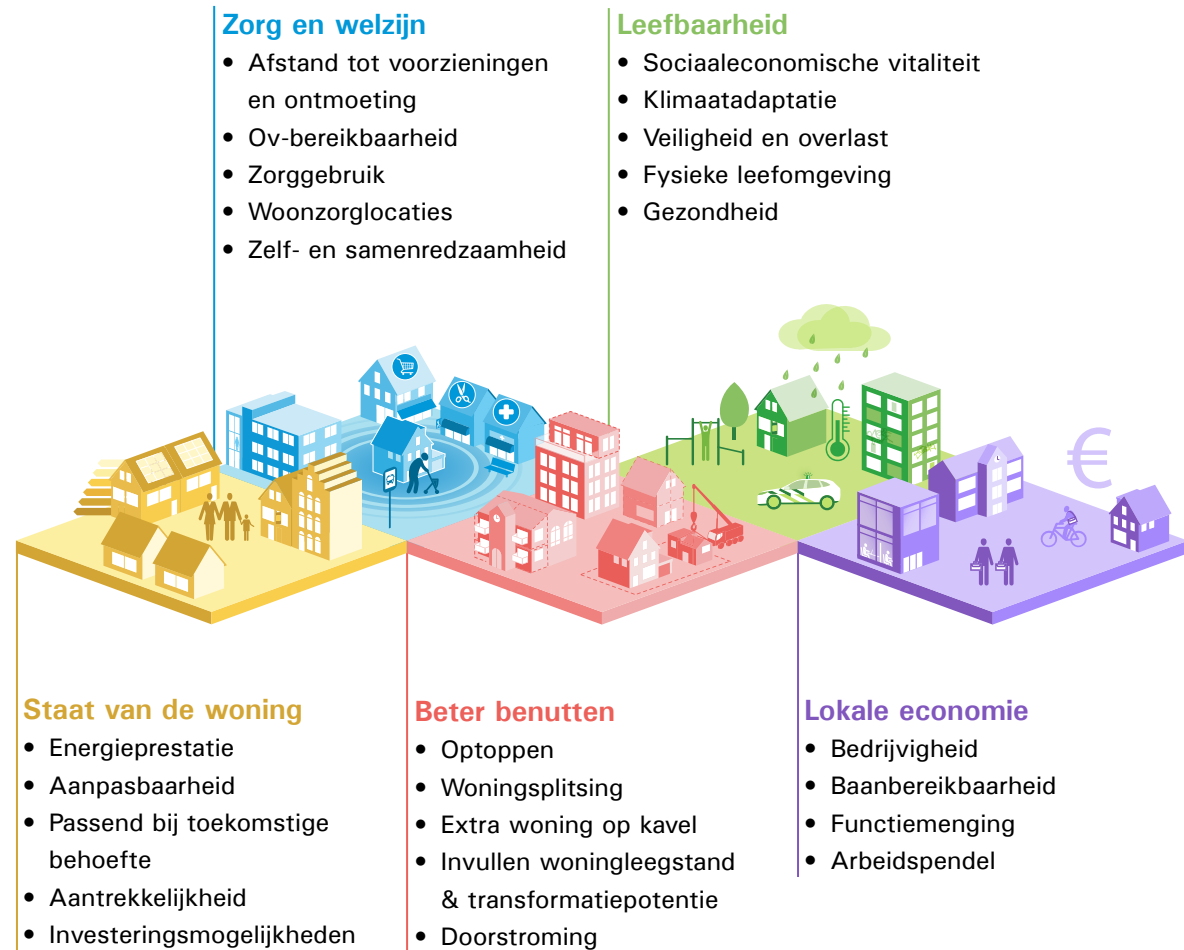 Zorg en welzijn
• Afstand tot voorzieningen
en ontmoeting
• Ov-bereikbaarheid
• Zorggebruik
• Woonzorglocaties
• Zelf- en samenredzaamheid
Leefbaarheid
• Sociaaleconomische vitaliteit
• Klimaatadaptatie
• Veiligheid en overlast
• Fysieke leefomgeving
• Gezondheid
€
Staat van de woning
• Energieprestatie
• Aanpasbaarheid
• Passend bij toekomstige
behoefte
• Aantrekkelijkheid
• Investeringsmogelijkheden
Beter benutten
• Optoppen
• Woningsplitsing
• Extra woning op kavel
• Invullen woningleegstand
& transformatiepotentie
• Doorstroming
Lokale economie
• Bedrijvigheid
• Baanbereikbaarheid
• Functiemenging
• Arbeidspendel